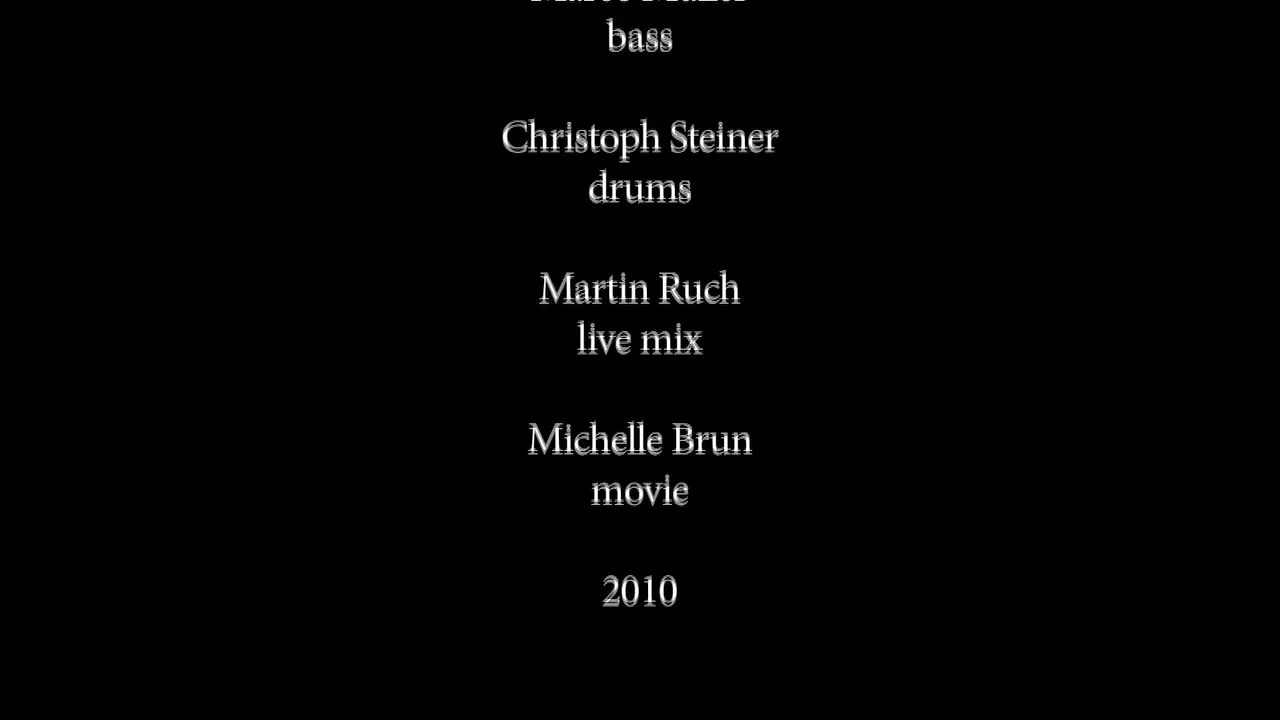 bass
Christoph Steiner
drums
Martin Ruch
live mix
Michelle Brun
movie
2010